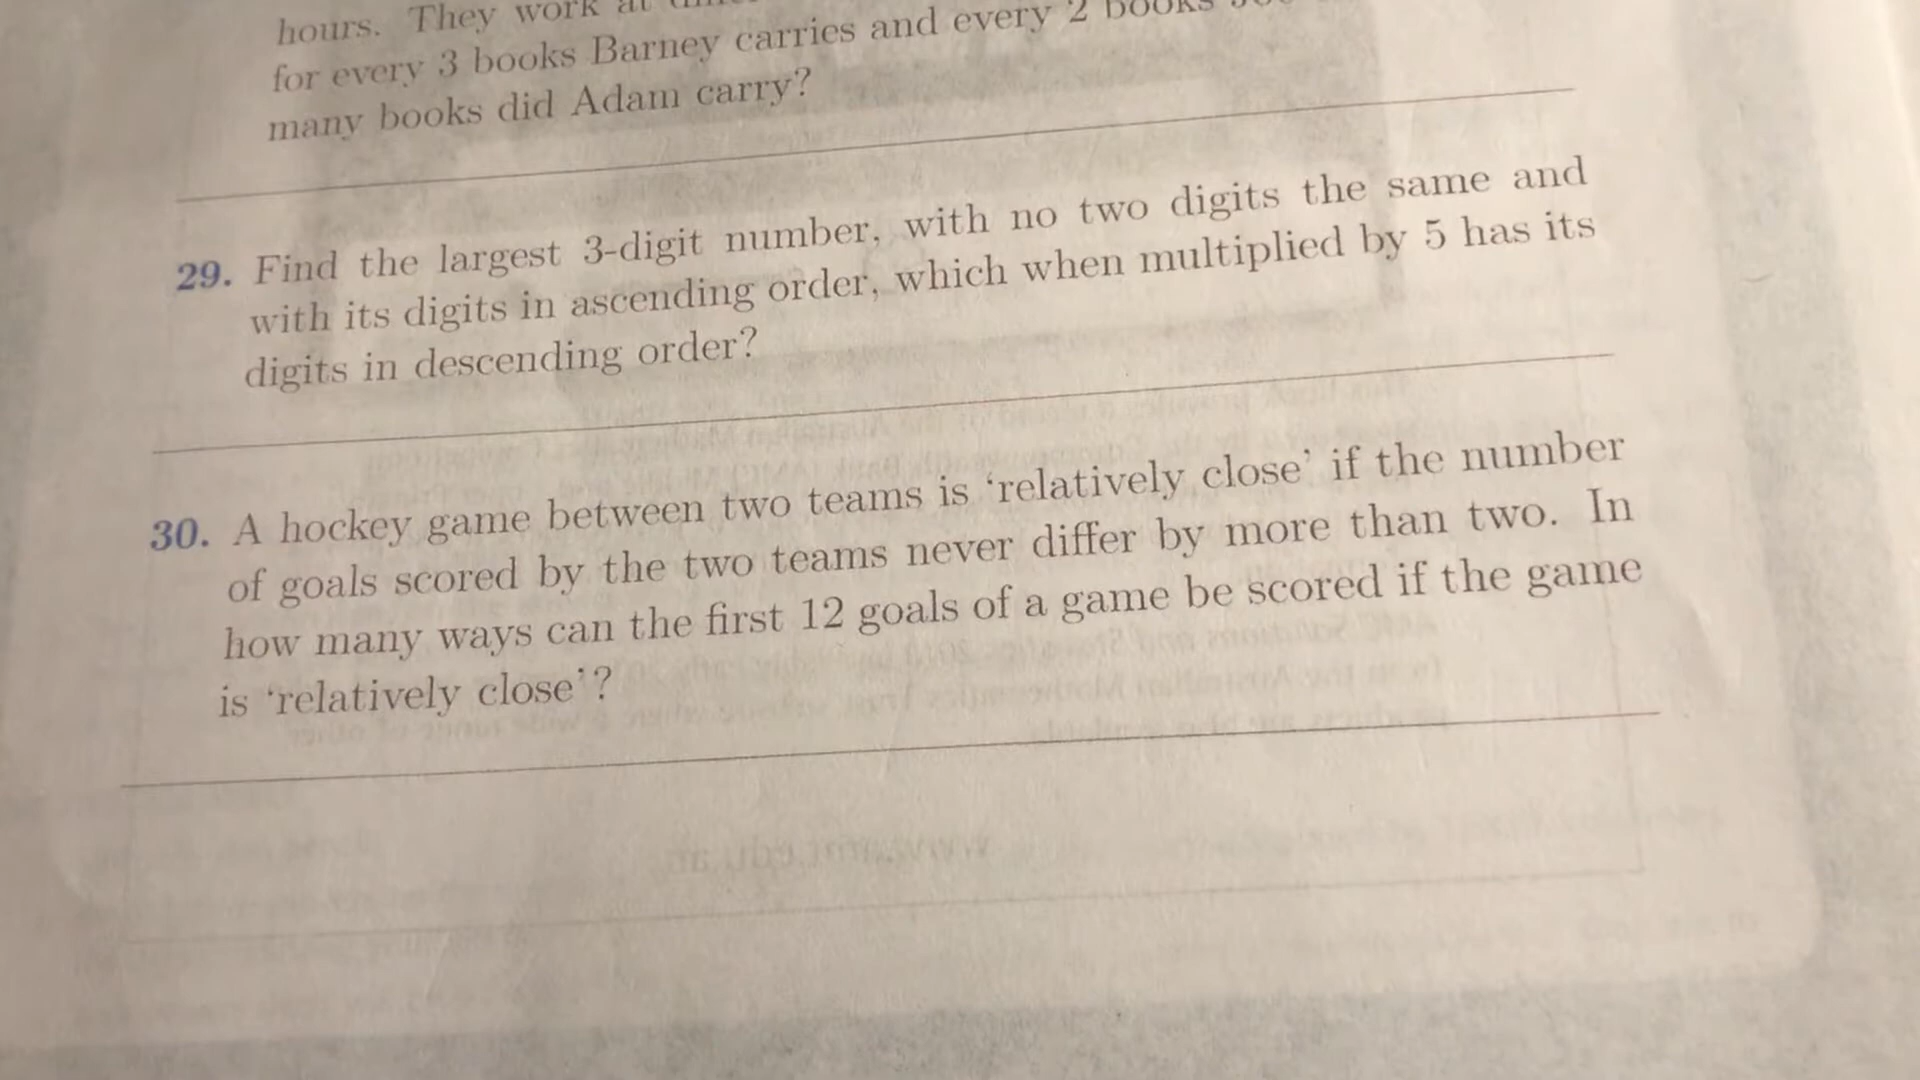 hours. They work at
for every 3 books Barney carries and every 2 books
many books did Adam carry?
29. Find the largest 3-digit number, with no two digits the same and
with its digits in ascending order, which when multiplied by 5 has its
digits in descending order?
30. A hockey game between two teams is ‘relatively close’ if the number
of goals scored by the two teams never differ by more than two. In
how many ways can the first 12 goals of a game be scored if the game
is ‘relatively close’?